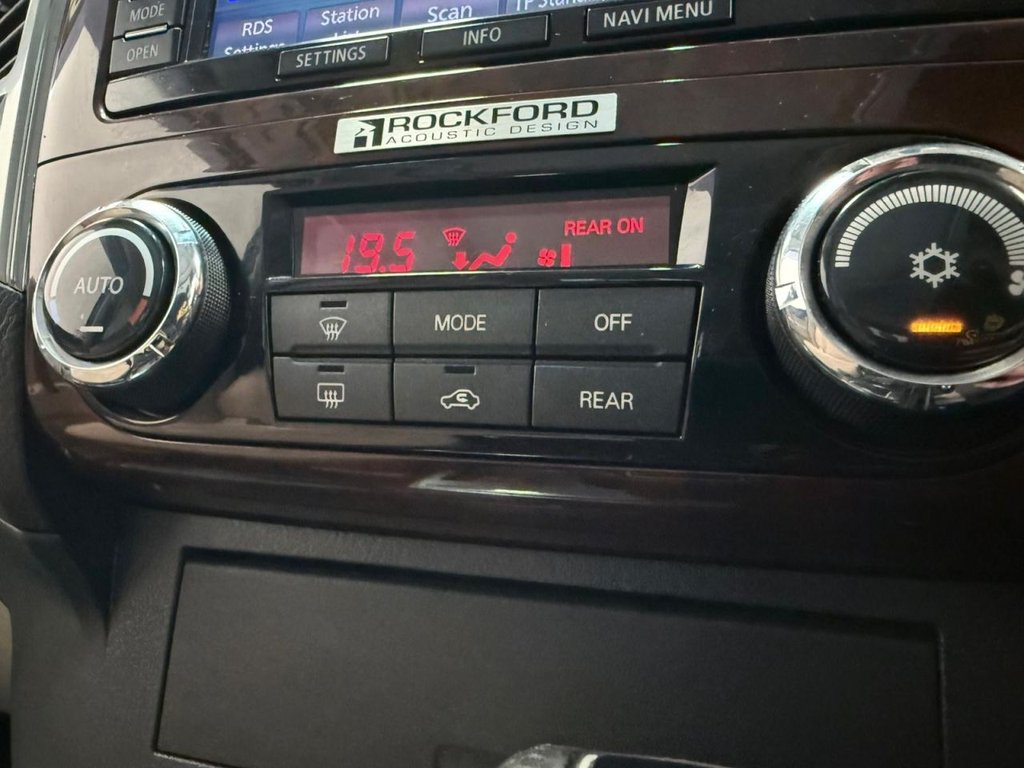 MODE
OPEN
RDS
Settings
Station
Scan
SETTINGS
INFO
NAVI MENU
ROCKFORD
ACOUSTIC DESIGN
19.5
REAR ON
AUTO
MODE
OFF
REAR